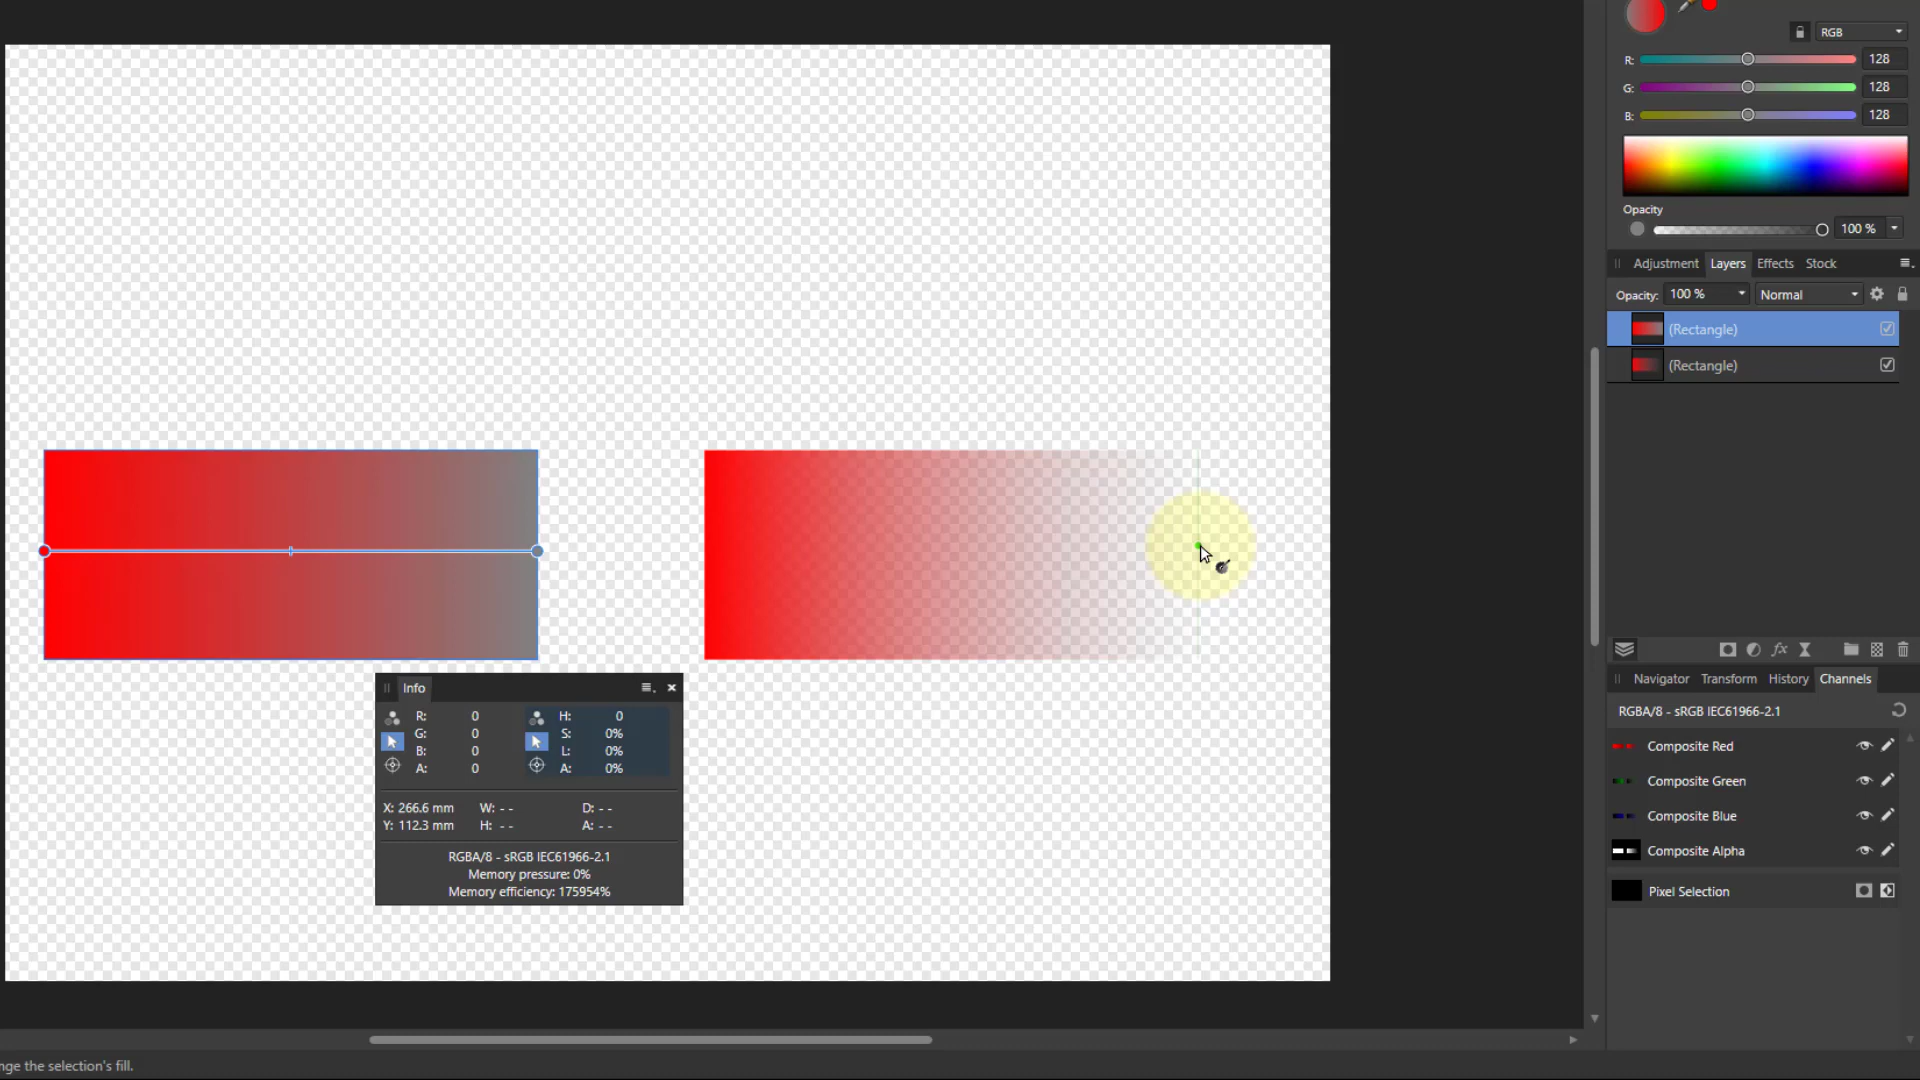 RGB
R: 128
G: 128
B: 128
Opacity
100 %
Adjustment Layers Effects Stock
Opacity: 100 % Normal
(Rectangle)
(Rectangle)
Navigator Transform History Channels
RGBA/8 - sRGB IEC61966-2.1
Composite Red
Composite Green
Composite Blue
Composite Alpha
Pixel Selection
Info
R: 0 H: 0
G: 0 S: 0%
B: 0 L: 0%
A: 0 A: 0%
X: 266.6 mm W: - - D: - -
Y: 112.3 mm H: - - A: - -
RGBA/8 - sRGB IEC61966-2.1
Memory pressure: 0%
Memory efficiency: 175954%
nge the selection's fill.